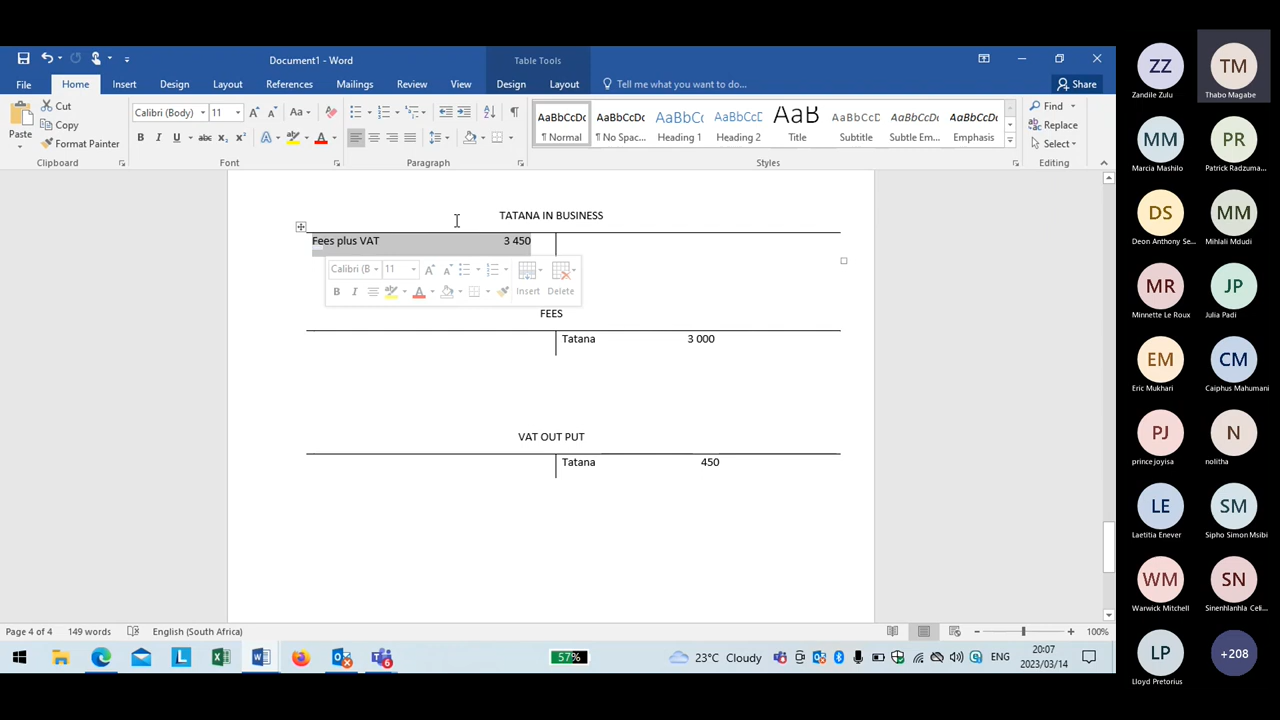 Document1 - Word
Table Tools
File Home Insert Design Layout References Mailings Review View Design Layout Tell me what you want to do... Share
Paste
Cut
Copy
Format Painter
Clipboard
Calibri (Body) 11
Font
Paragraph
AaBbCcDc AaBbCcDc AaBbCc AaBbCcD AaB AaBbCcD AaBbCcDc AaBbCcDc
¶ Normal ¶ No Spac... Heading 1 Heading 2 Title Subtitle Subtle Em... Emphasis
Styles
Find
Replace
Select
Editing
TATANA IN BUSINESS
Fees plus VAT 3 450
Calibri (B 11
Insert Delete
FEES
Tatana 3 000
VAT OUT PUT
Tatana 450
Page 4 of 4 149 words English (South Africa) 100%
57% 23°C Cloudy ENG 20:07
2023/03/14
ZZ
Zandile Zulu
TM
Thabo Magabe
MM
Marcia Mashilo
PR
Patrick Radzuma...
DS
Deon Anthony Se...
MM
Mihlali Mdudi
MR
Minnette Le Roux
JP
Julia Padi
EM
Eric Mukhari
CM
Caiphus Mahumani
PJ
prince joyisa
N
nolitha
LE
Laetitia Enever
SM
Sipho Simon Msibi
WM
Warwick Mitchell
SN
Sinenhlanhla Celi...
LP
Lloyd Pretorius
+208